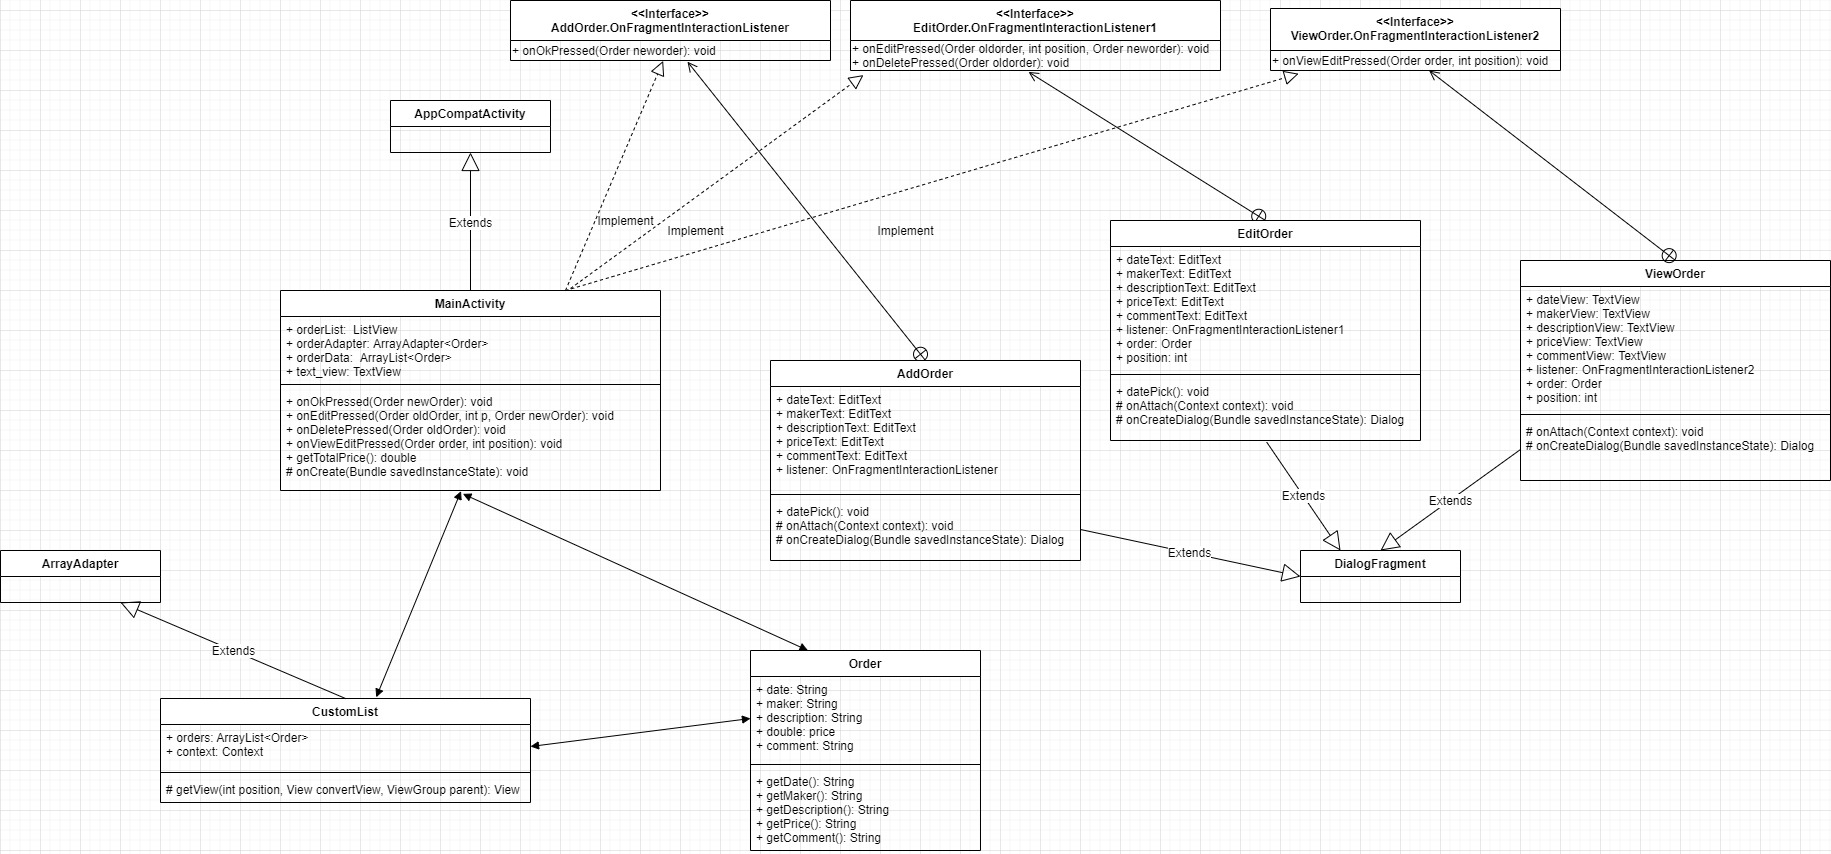 <<Interface>>
AddOrder.OnFragmentInteractionListener
+ onOkPressed(Order neworder): void
<<Interface>>
EditOrder.OnFragmentInteractionListener1
+ onEditPressed(Order oldorder, int position, Order neworder): void
+ onDeletePressed(Order oldorder): void
<<Interface>>
ViewOrder.OnFragmentInteractionListener2
+ onViewEditPressed(Order order, int position): void
AppCompatActivity
Extends
Implement
Implement
Implement
MainActivity
+ orderList:  ListView
+ orderAdapter: ArrayAdapter<Order>
+ orderData:  ArrayList<Order>
+ text_view: TextView
+ onOkPressed(Order newOrder): void
+ onEditPressed(Order oldOrder, int p, Order newOrder): void
+ onDeletePressed(Order oldOrder): void
+ onViewEditPressed(Order order, int position): void
+ getTotalPrice(): double
# onCreate(Bundle savedInstanceState): void
AddOrder
+ dateText: EditText
+ makerText: EditText
+ descriptionText: EditText
+ priceText: EditText
+ commentText: EditText
+ listener: OnFragmentInteractionListener
+ datePick(): void
# onAttach(Context context): void
# onCreateDialog(Bundle savedInstanceState): Dialog
EditOrder
+ dateText: EditText
+ makerText: EditText
+ descriptionText: EditText
+ priceText: EditText
+ commentText: EditText
+ listener: OnFragmentInteractionListener1
+ order: Order
+ position: int
+ datePick(): void
# onAttach(Context context): void
# onCreateDialog(Bundle savedInstanceState): Dialog
ViewOrder
+ dateView: TextView
+ makerView: TextView
+ descriptionView: TextView
+ priceView: TextView
+ commentView: TextView
+ listener: OnFragmentInteractionListener2
+ order: Order
+ position: int
# onAttach(Context context): void
# onCreateDialog(Bundle savedInstanceState): Dialog
Extends
Extends
Extends
DialogFragment
ArrayAdapter
Extends
CustomList
+ orders: ArrayList<Order>
+ context: Context
# getView(int position, View convertView, ViewGroup parent): View
Order
+ date: String
+ maker: String
+ description: String
+ double: price
+ comment: String
+ getDate(): String
+ getMaker(): String
+ getDescription(): String
+ getPrice(): String
+ getComment(): String